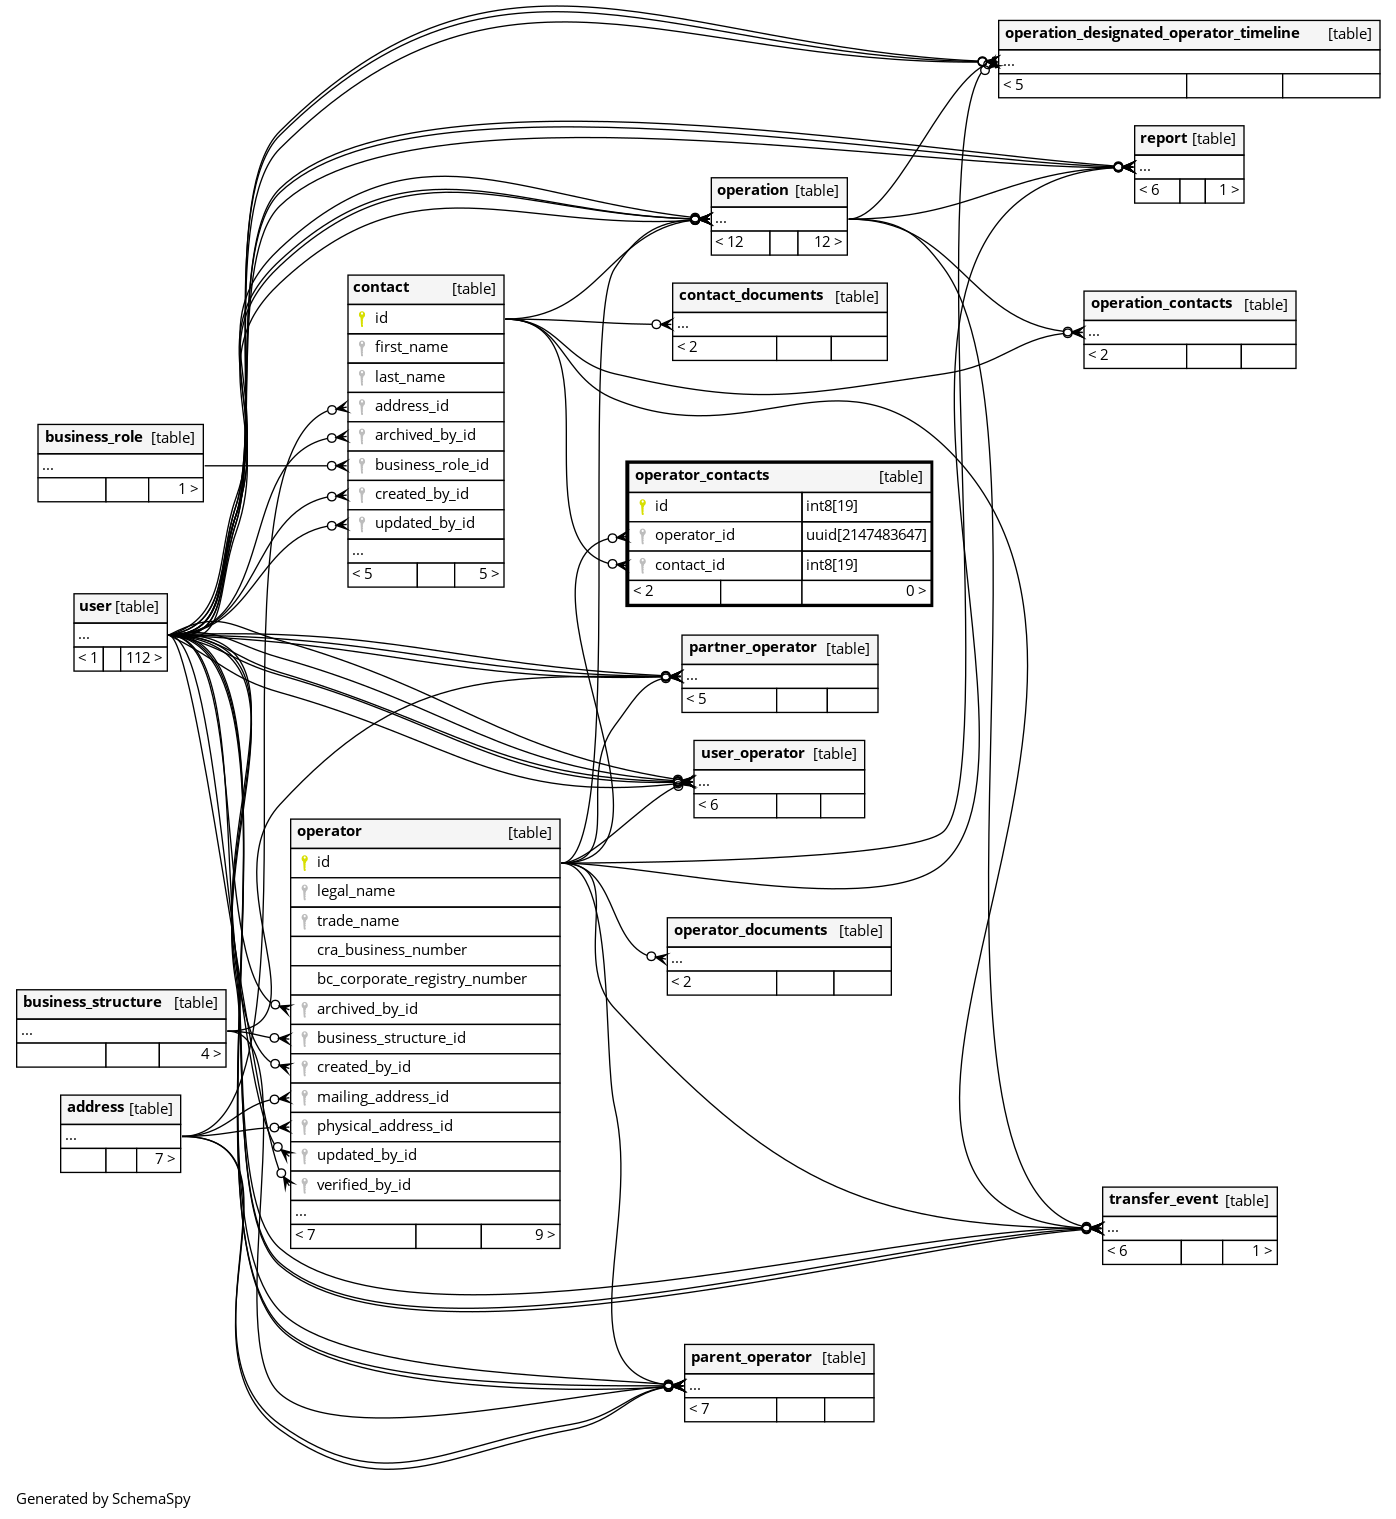 operation_designated_operator_timeline [table]
...
< 5
report [table]
...
< 6 1 >
operation [table]
...
< 12 12 >
contact [table]
id
first_name
last_name
address_id
archived_by_id
business_role_id
created_by_id
updated_by_id
...
< 5 5 >
contact_documents [table]
...
< 2
operation_contacts [table]
...
< 2
business_role [table]
...
1 >
operator_contacts [table]
id int8[19]
operator_id uuid[2147483647]
contact_id int8[19]
< 2 0 >
user [table]
...
< 1 112 >
partner_operator [table]
...
< 5
user_operator [table]
...
< 6
operator [table]
id
legal_name
trade_name
cra_business_number
bc_corporate_registry_number
archived_by_id
business_structure_id
created_by_id
mailing_address_id
physical_address_id
updated_by_id
verified_by_id
...
< 7 9 >
operator_documents [table]
...
< 2
business_structure [table]
...
4 >
address [table]
...
7 >
transfer_event [table]
...
< 6 1 >
parent_operator [table]
...
< 7
Generated by SchemaSpy